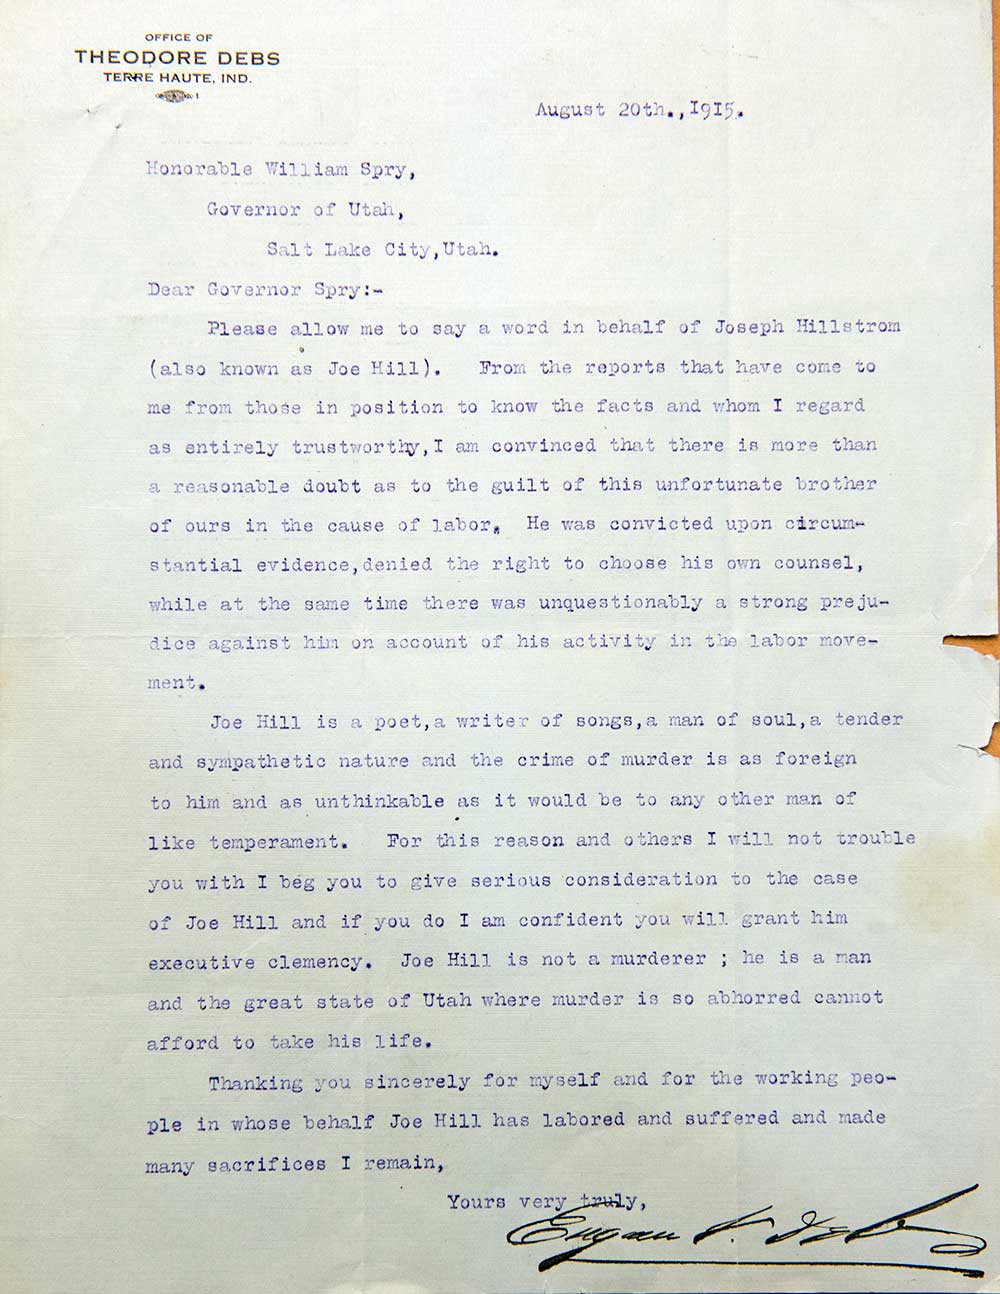 OFFICE OF
THEODORE DEBS
TERRE HAUTE, IND.
August 20th.,1915.
Honorable William Spry,
Governor of Utah,
Salt Lake City,Utah.
Dear Governor Spry:-
Please allow me to say a word in behalf of Joseph Hillstrom
(also known as Joe Hill). From the reports that have come to
me from those in position to know the facts and whom I regard
as entirely trustworthy,I am convinced that there is more than
a reasonable doubt as to the guilt of this unfortunate brother
of ours in the cause of labor. He was convicted upon circum-
stantial evidence,denied the right to choose his own counsel,
while at the same time there was unquestionably a strong preju-
dice against him on account of his activity in the labor move-
ment.
Joe Hill is a poet,a writer of songs,a man of soul,a tender
and sympathetic nature and the crime of murder is as foreign
to him and as unthinkable as it would be to any other man of
like temperament. For this reason and others I will not trouble
you with I beg you to give serious consideration to the case
of Joe Hill and if you do I am confident you will grant him
executive clemency. Joe Hill is not a murderer ; he is a man
and the great state of Utah where murder is so abhorred cannot
afford to take his life.
Thanking you sincerely for myself and for the working peo-
ple in whose behalf Joe Hill has labored and suffered and made
many sacrifices I remain,
Yours very truly,
Eugene V. Debs